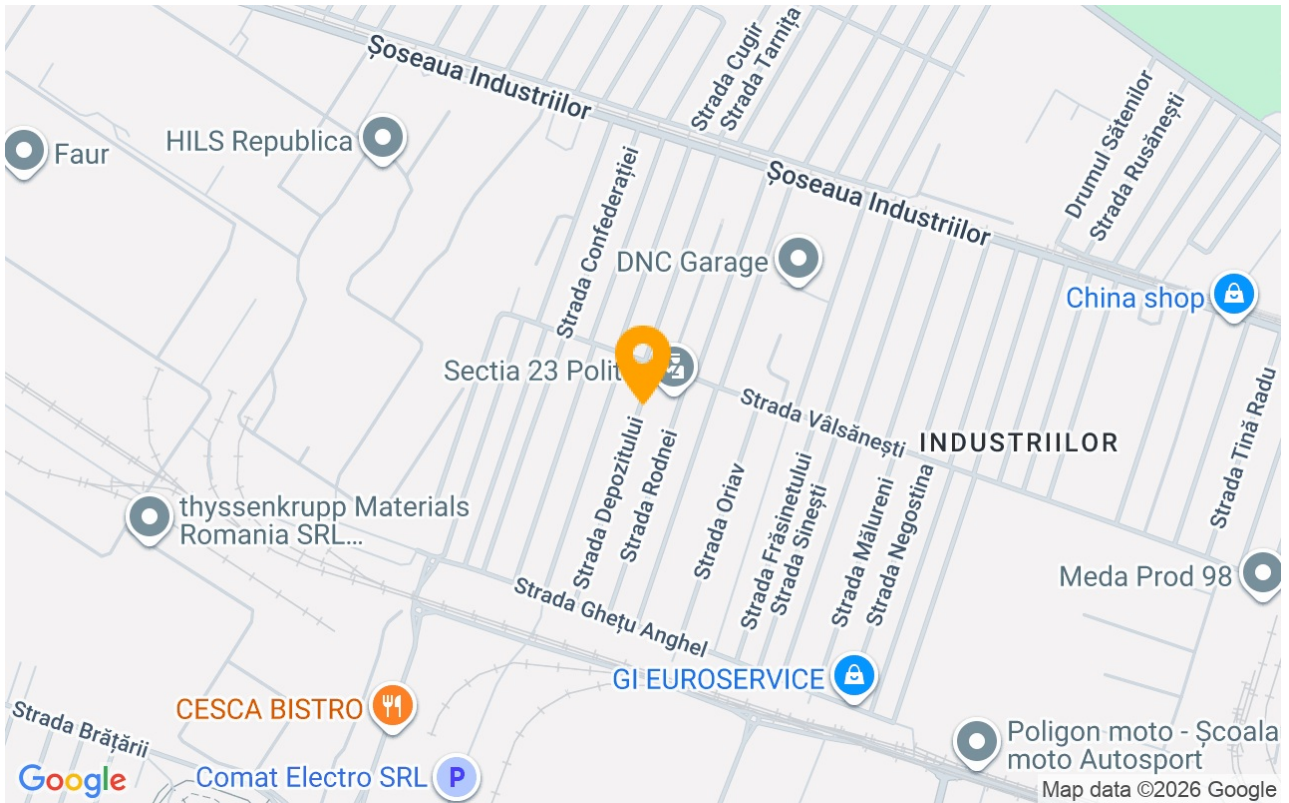 Șoseaua Industriilor
Strada Cugir
Strada Tarnița
Drumul Sătenilor
Strada Rusănești
HILS Republica
Faur
Strada Confederației
Șoseaua Industriilor
DNC Garage
China shop
Sectia 23 Polit
Strada Vâlsănești
INDUSTRIILOR
Strada Tină Radu
Strada Depozitului
Strada Rodnei
Strada Oriav
Strada Frăsinetului
Strada Sinești
Strada Mălureni
Strada Negostina
thyssenkrupp Materials
Romania SRL...
Meda Prod 98
Strada Ghețu Anghel
GI EUROSERVICE
CESCA BISTRO
Strada Brățării
Poligon moto - Școala
moto Autosport
Google
Comat Electro SRL
P
Map data ©2026 Google